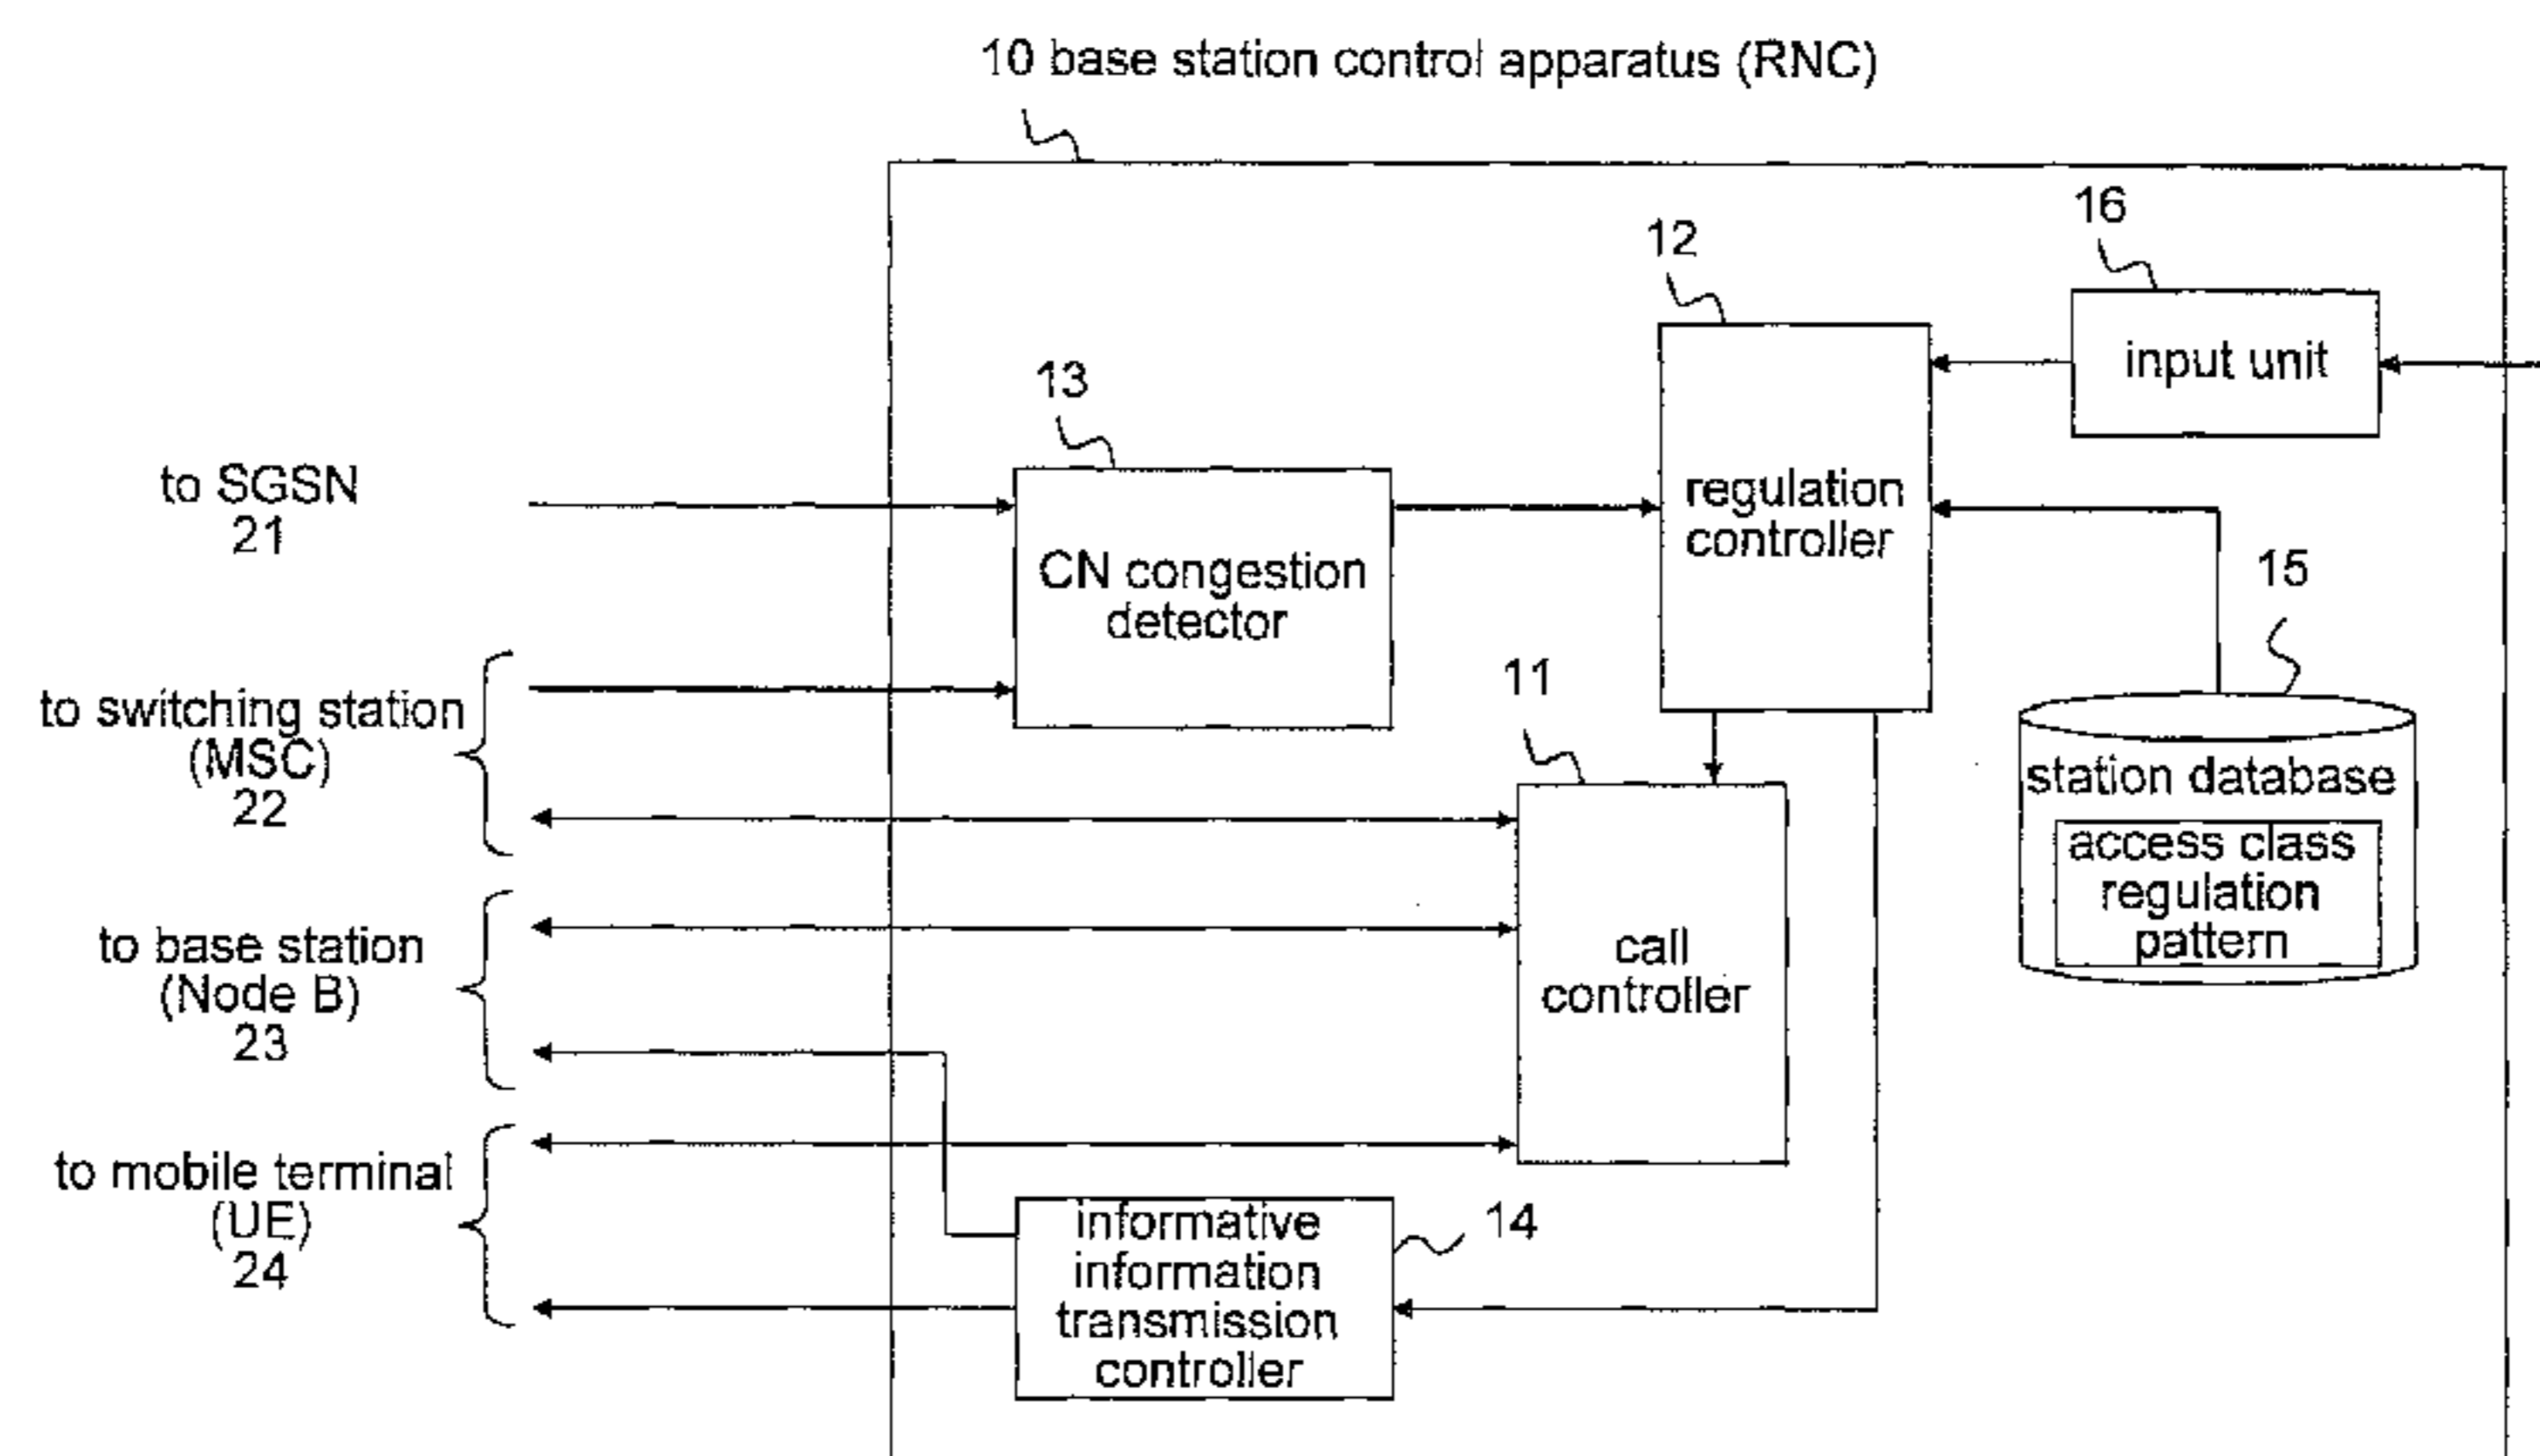 10 base station control apparatus (RNC)
16
12
input unit
13
regulation
controller
to SGSN
21
CN congestion
detector
15
11
to switching station
(MSC)
22
station database
access class
regulation
pattern
to base station
(Node B)
23
call
controller
to mobile terminal
(UE)
24
informative
information
transmission
controller
14